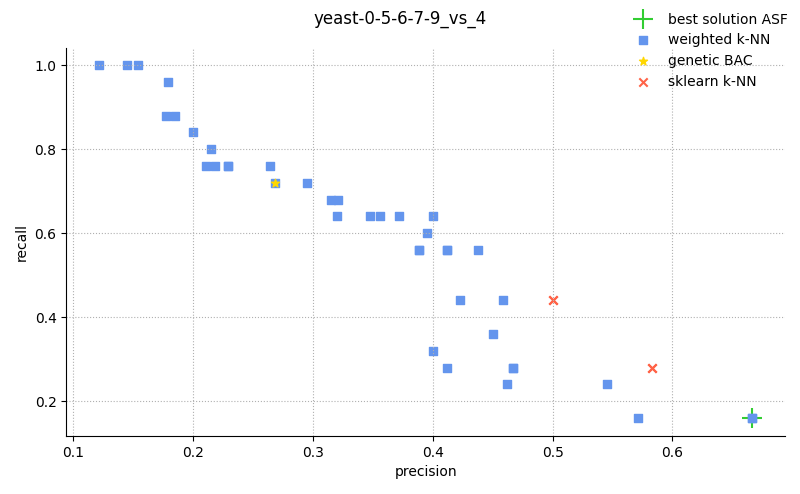 yeast-0-5-6-7-9_vs_4
best solution ASF
weighted k-NN
genetic BAC
sklearn k-NN
1.0
0.8
0.6
0.4
0.2
recall
0.1 0.2 0.3 0.4 0.5 0.6
precision